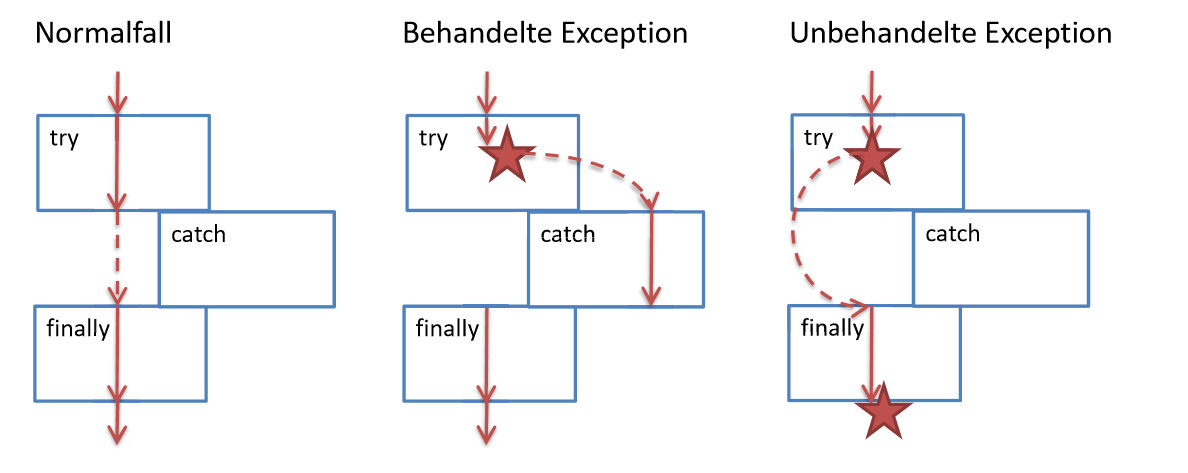 Normalfall
try
catch
finally
Behandelte Exception
try
catch
finally
Unbehandelte Exception
try
catch
finally